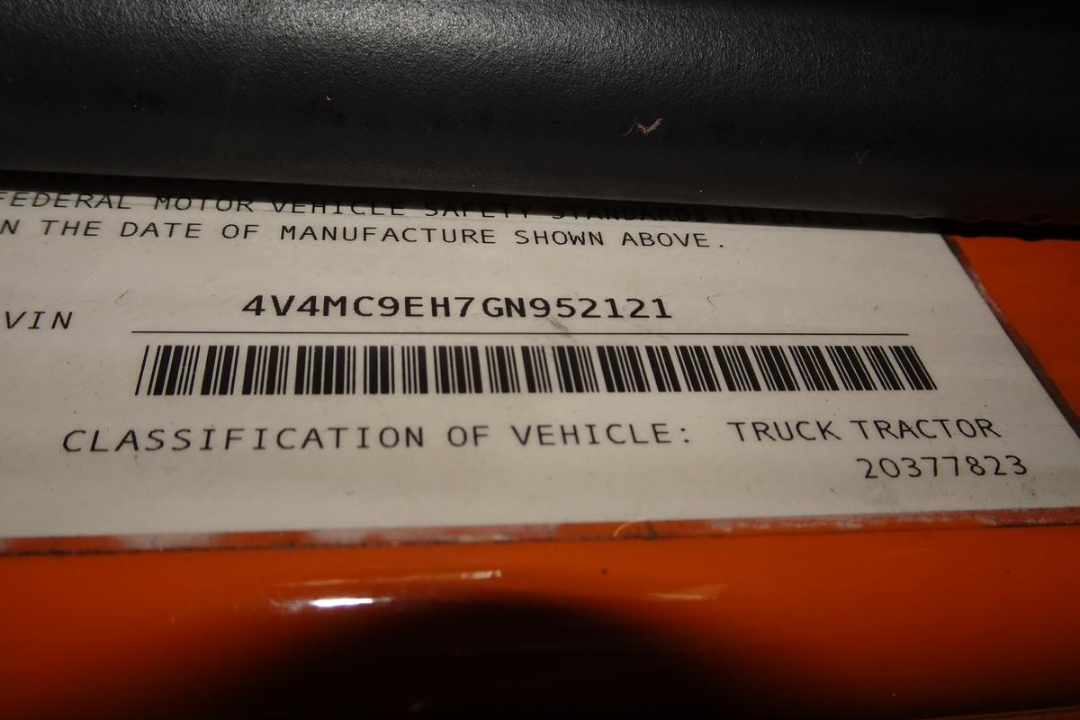 FEDERAL MOTOR VEHICLE SAFETY STANDARDS IN
N THE DATE OF MANUFACTURE SHOWN ABOVE.
VIN 4V4MC9EH7GN952121
CLASSIFICATION OF VEHICLE: TRUCK TRACTOR
20377823